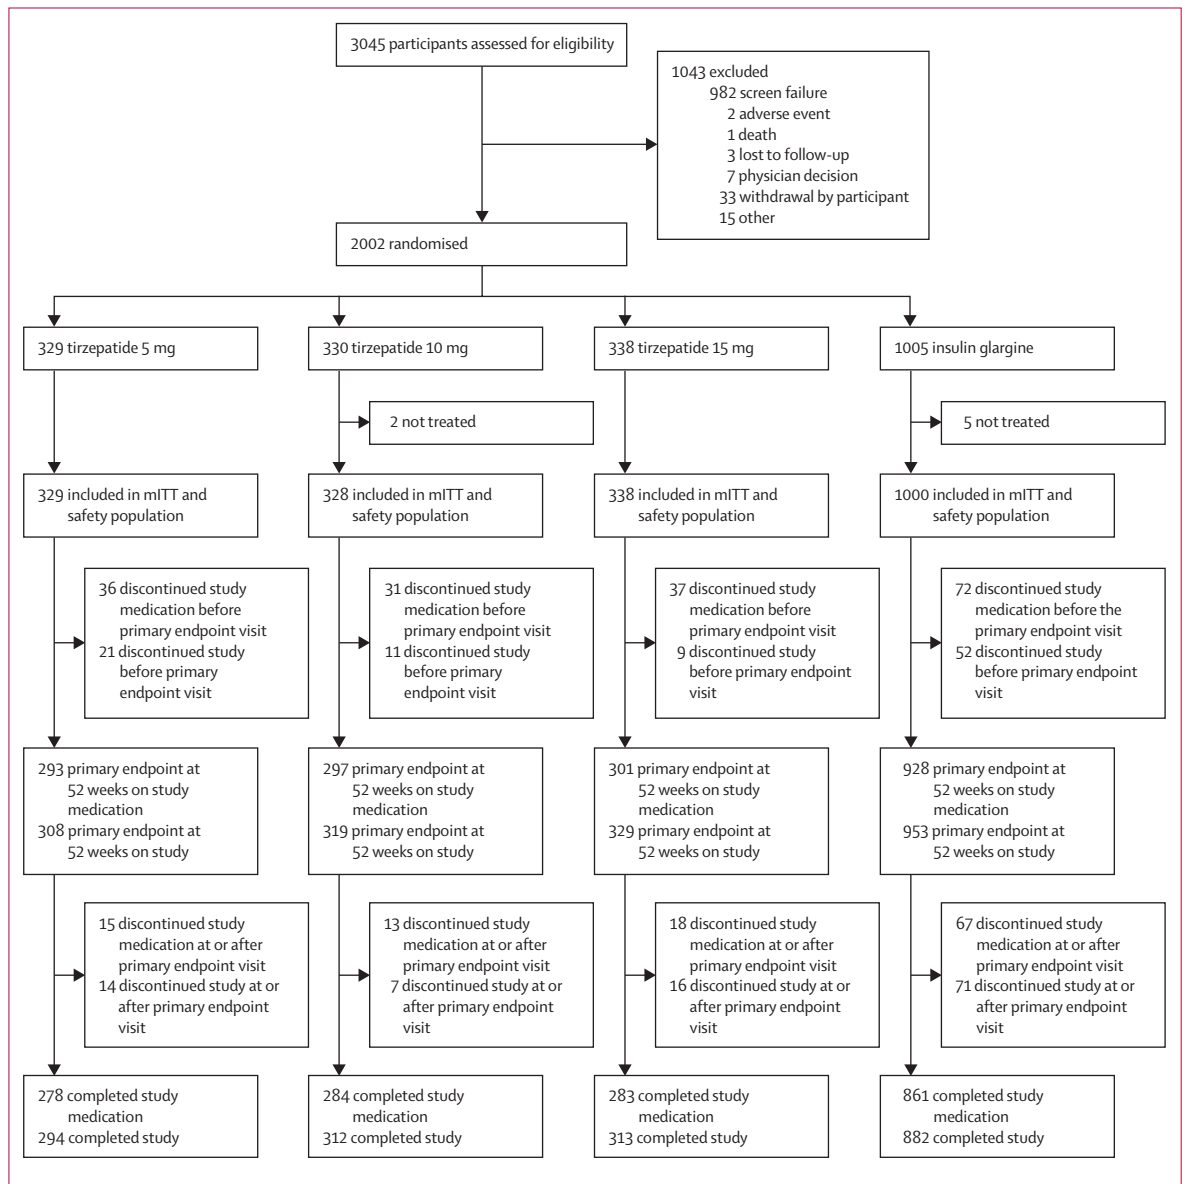 3045 participants assessed for eligibility
1043 excluded
982 screen failure
2 adverse event
1 death
3 lost to follow-up
7 physician decision
33 withdrawal by participant
15 other
2002 randomised
329 tirzepatide 5 mg
330 tirzepatide 10 mg
338 tirzepatide 15 mg
1005 insulin glargine
2 not treated
5 not treated
329 included in mITT and
safety population
328 included in mITT and
safety population
338 included in mITT and
safety population
1000 included in mITT and
safety population
36 discontinued study
medication before
primary endpoint visit
21 discontinued study
before primary
endpoint visit
31 discontinued study
medication before
primary endpoint visit
11 discontinued study
before primary
endpoint visit
37 discontinued study
medication before
primary endpoint visit
9 discontinued study
before primary endpoint
visit
72 discontinued study
medication before the
primary endpoint visit
52 discontinued study
before primary endpoint
visit
293 primary endpoint at
52 weeks on study
medication
308 primary endpoint at
52 weeks on study
297 primary endpoint at
52 weeks on study
medication
319 primary endpoint at
52 weeks on study
301 primary endpoint at
52 weeks on study
medication
329 primary endpoint at
52 weeks on study
928 primary endpoint at
52 weeks on study
medication
953 primary endpoint at
52 weeks on study
15 discontinued study
medication at or after
primary endpoint visit
14 discontinued study at or
after primary endpoint
visit
13 discontinued study
medication at or after
primary endpoint visit
7 discontinued study at or
after primary endpoint
visit
18 discontinued study
medication at or after
primary endpoint visit
16 discontinued study at or
after primary endpoint
visit
67 discontinued study
medication at or after
primary endpoint visit
71 discontinued study at or
after primary endpoint
visit
278 completed study
medication
294 completed study
284 completed study
medication
312 completed study
283 completed study
medication
313 completed study
861 completed study
medication
882 completed study